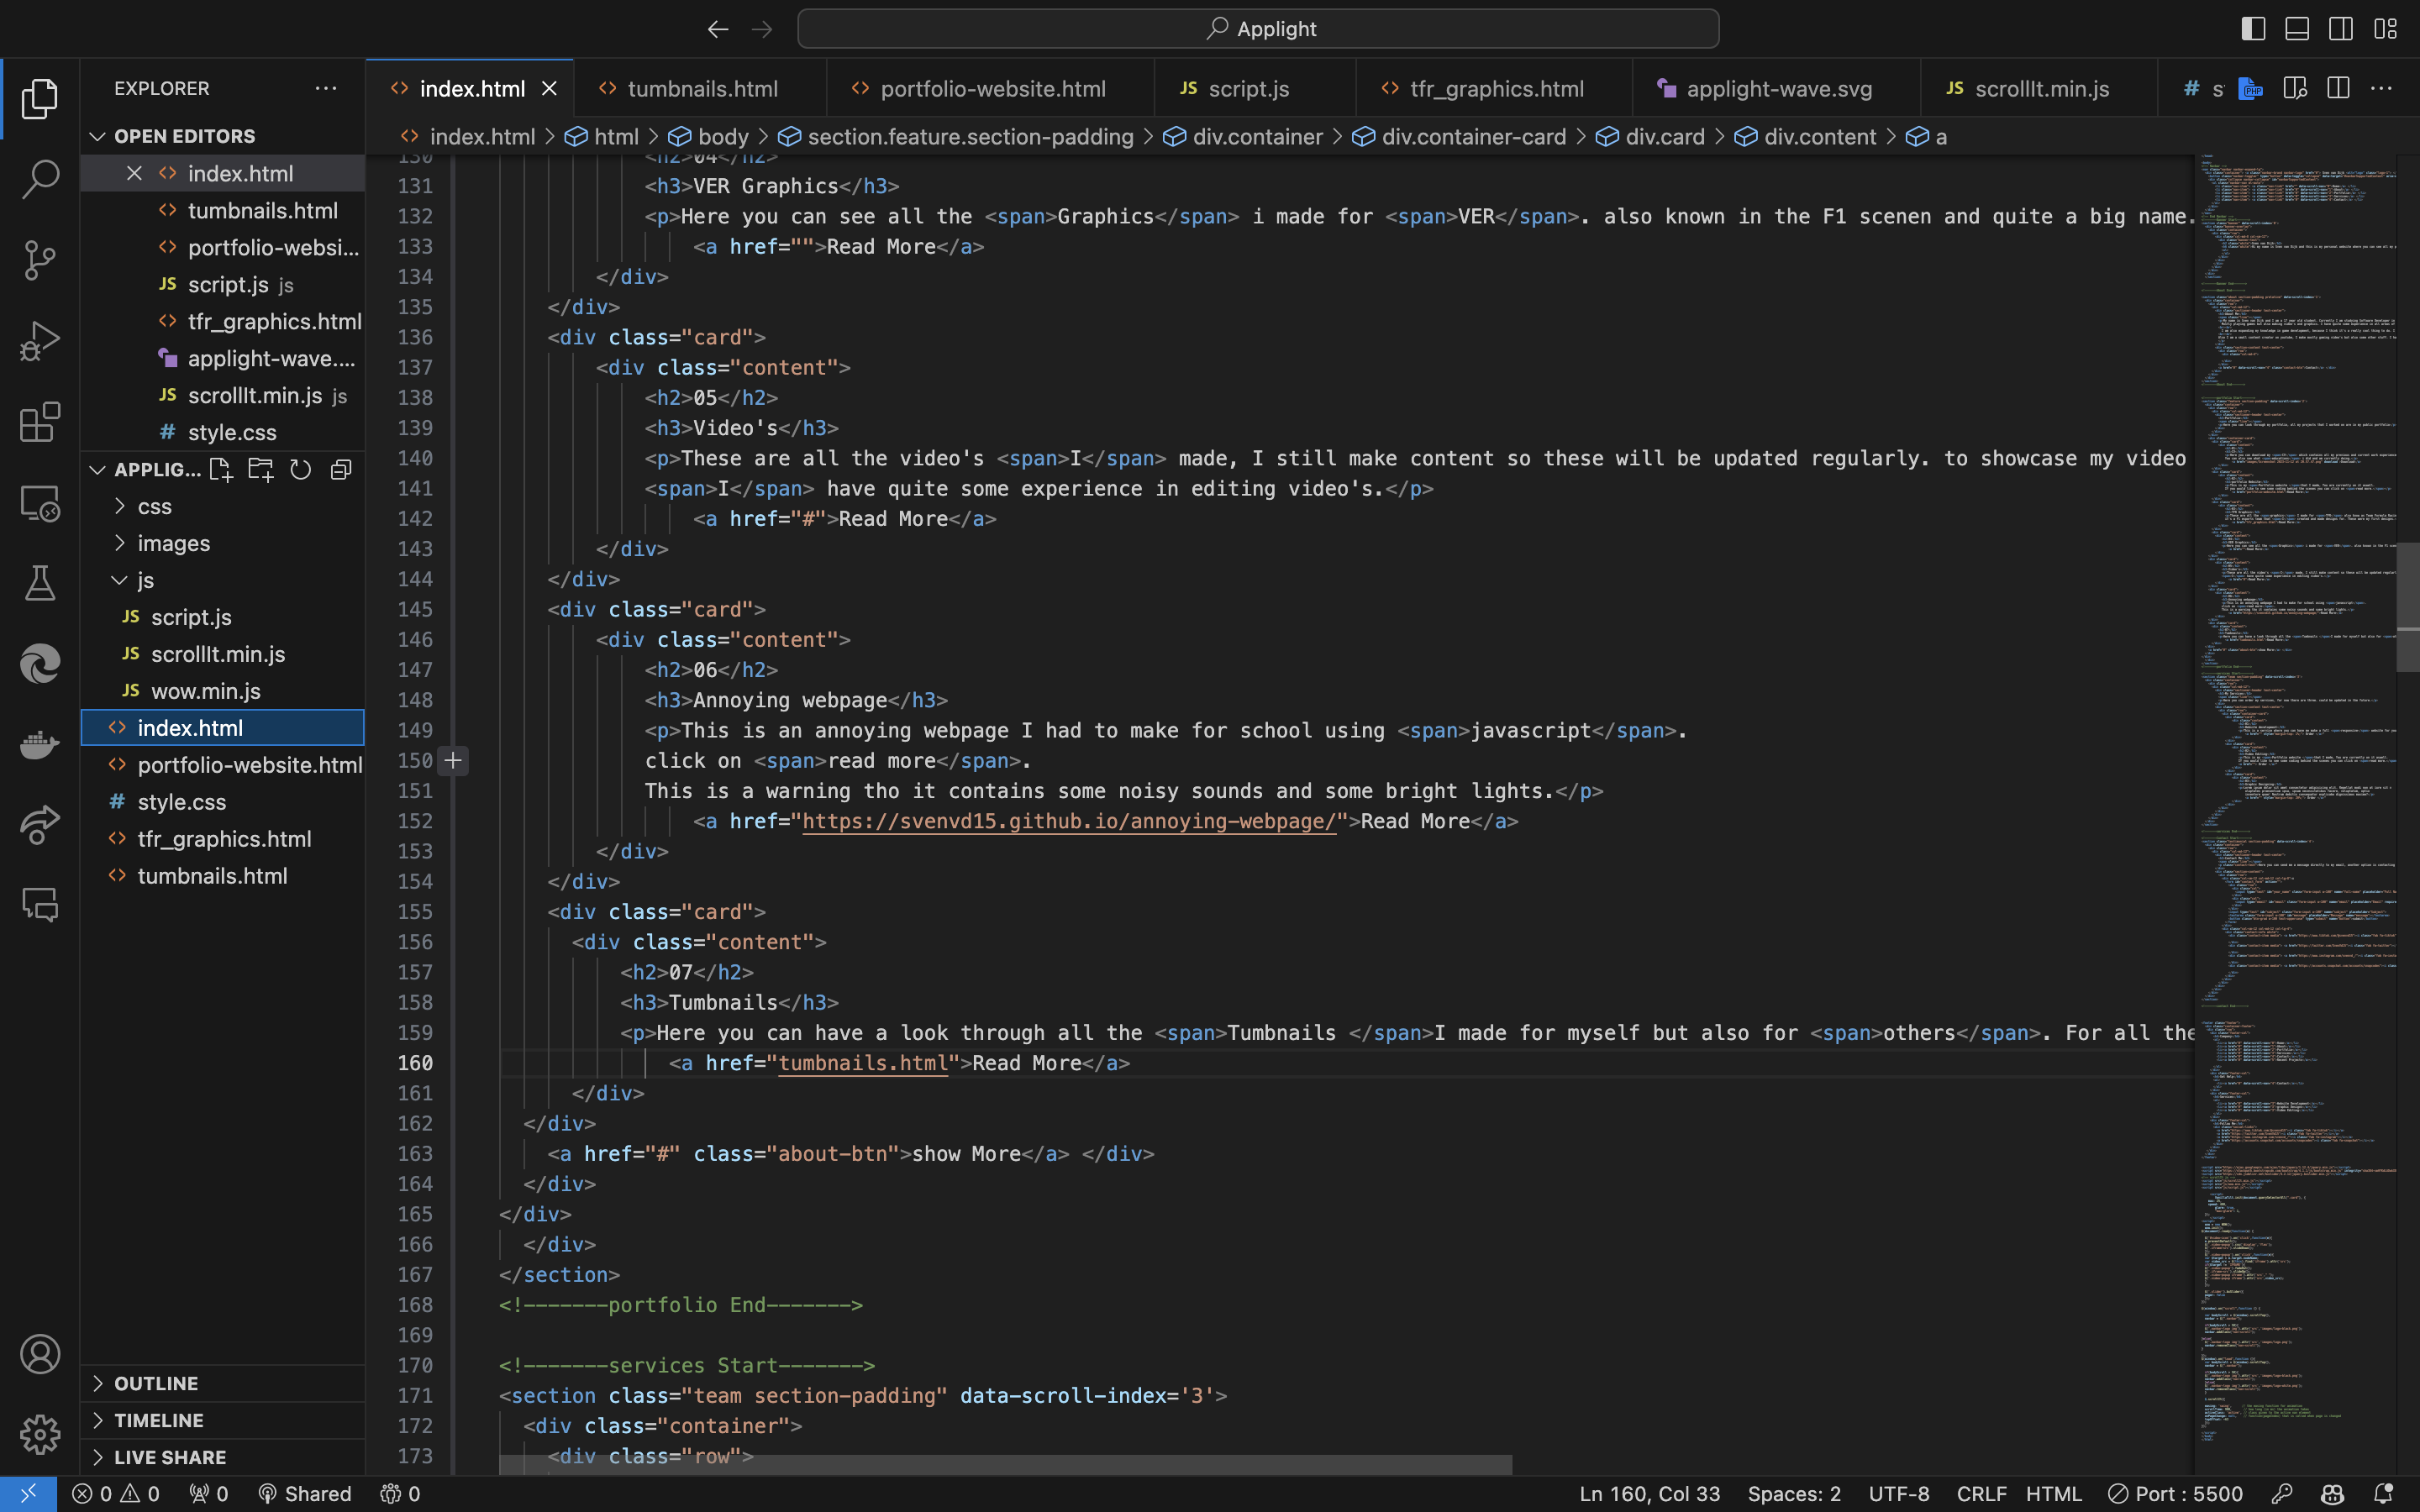 Applight
EXPLORER
index.html
tumbnails.html
portfolio-website.html
JS script.js
tfr_graphics.html
applight-wave.svg
JS scrollIt.min.js
# s
PHP
OPEN EDITORS
index.html > html > body > section.feature.section-padding > div.container > div.container-card > div.card > div.content > a
index.html
tumbnails.html
portfolio-websi...
JS script.js js
tfr_graphics.html
applight-wave....
JS scrollIt.min.js js
# style.css
APPLIG...
css
images
js
JS script.js
JS scrollIt.min.js
JS wow.min.js
index.html
portfolio-website.html
# style.css
tfr_graphics.html
tumbnails.html
OUTLINE
TIMELINE
LIVE SHARE
130 <h2>04</h2>
131 <h3>VER Graphics</h3>
132 <p>Here you can see all the <span>Graphics</span> i made for <span>VER</span>. also known in the F1 scenen and quite a big name.
133 <a href="">Read More</a>
134 </div>
135 </div>
136 <div class="card">
137 <div class="content">
138 <h2>05</h2>
139 <h3>Video's</h3>
140 <p>These are all the video's <span>I</span> made, I still make content so these will be updated regularly. to showcase my video
141 <span>I</span> have quite some experience in editing video's.</p>
142 <a href="#">Read More</a>
143 </div>
144 </div>
145 <div class="card">
146 <div class="content">
147 <h2>06</h2>
148 <h3>Annoying webpage</h3>
149 <p>This is an annoying webpage I had to make for school using <span>javascript</span>.
150 click on <span>read more</span>.
151 This is a warning tho it contains some noisy sounds and some bright lights.</p>
152 <a href="https://svenvd15.github.io/annoying-webpage/">Read More</a>
153 </div>
154 </div>
155 <div class="card">
156 <div class="content">
157 <h2>07</h2>
158 <h3>Tumbnails</h3>
159 <p>Here you can have a look through all the <span>Tumbnails </span>I made for myself but also for <span>others</span>. For all the
160 <a href="tumbnails.html">Read More</a>
161 </div>
162 </div>
163 <a href="#" class="about-btn">show More</a> </div>
164 </div>
165 </div>
166 </div>
167 </section>
168 <!-------portfolio End------->
169
170 <!-------services Start------->
171 <section class="team section-padding" data-scroll-index='3'>
172 <div class="container">
173 <div class="row">
0 0 0 Shared 0
Ln 160, Col 33 Spaces: 2 UTF-8 CRLF HTML Port : 5500